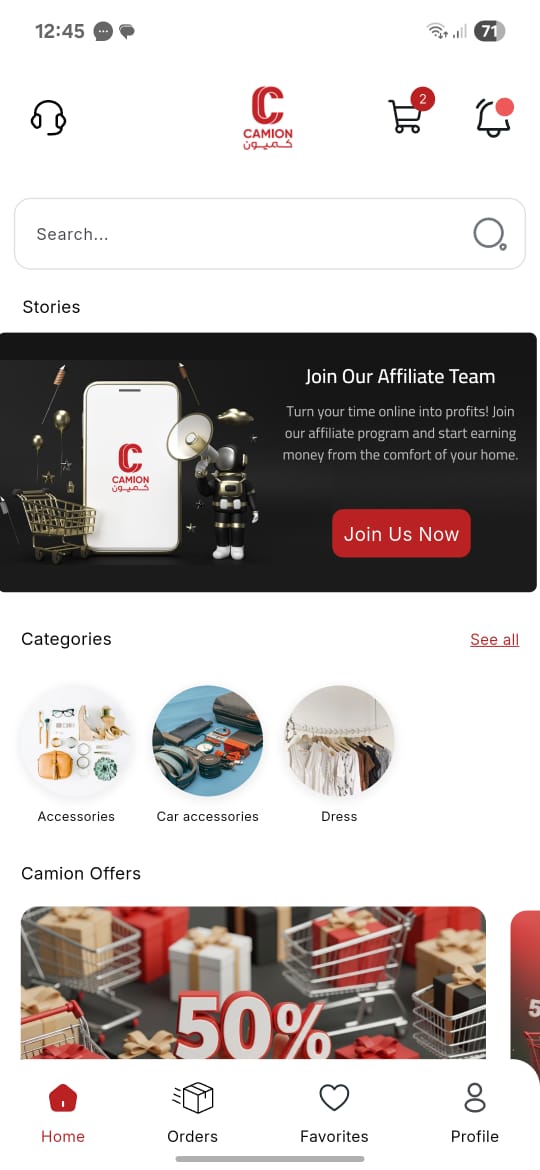 12:45
71
CAMION
كميون
2
Search...
Stories
Join Our Affiliate Team
Turn your time online into profits! Join
our affiliate program and start earning
money from the comfort of your home.
CAMION
كميون
Join Us Now
Categories
See all
Accessories
Car accessories
Dress
Camion Offers
50%
5
Home
Orders
Favorites
Profile